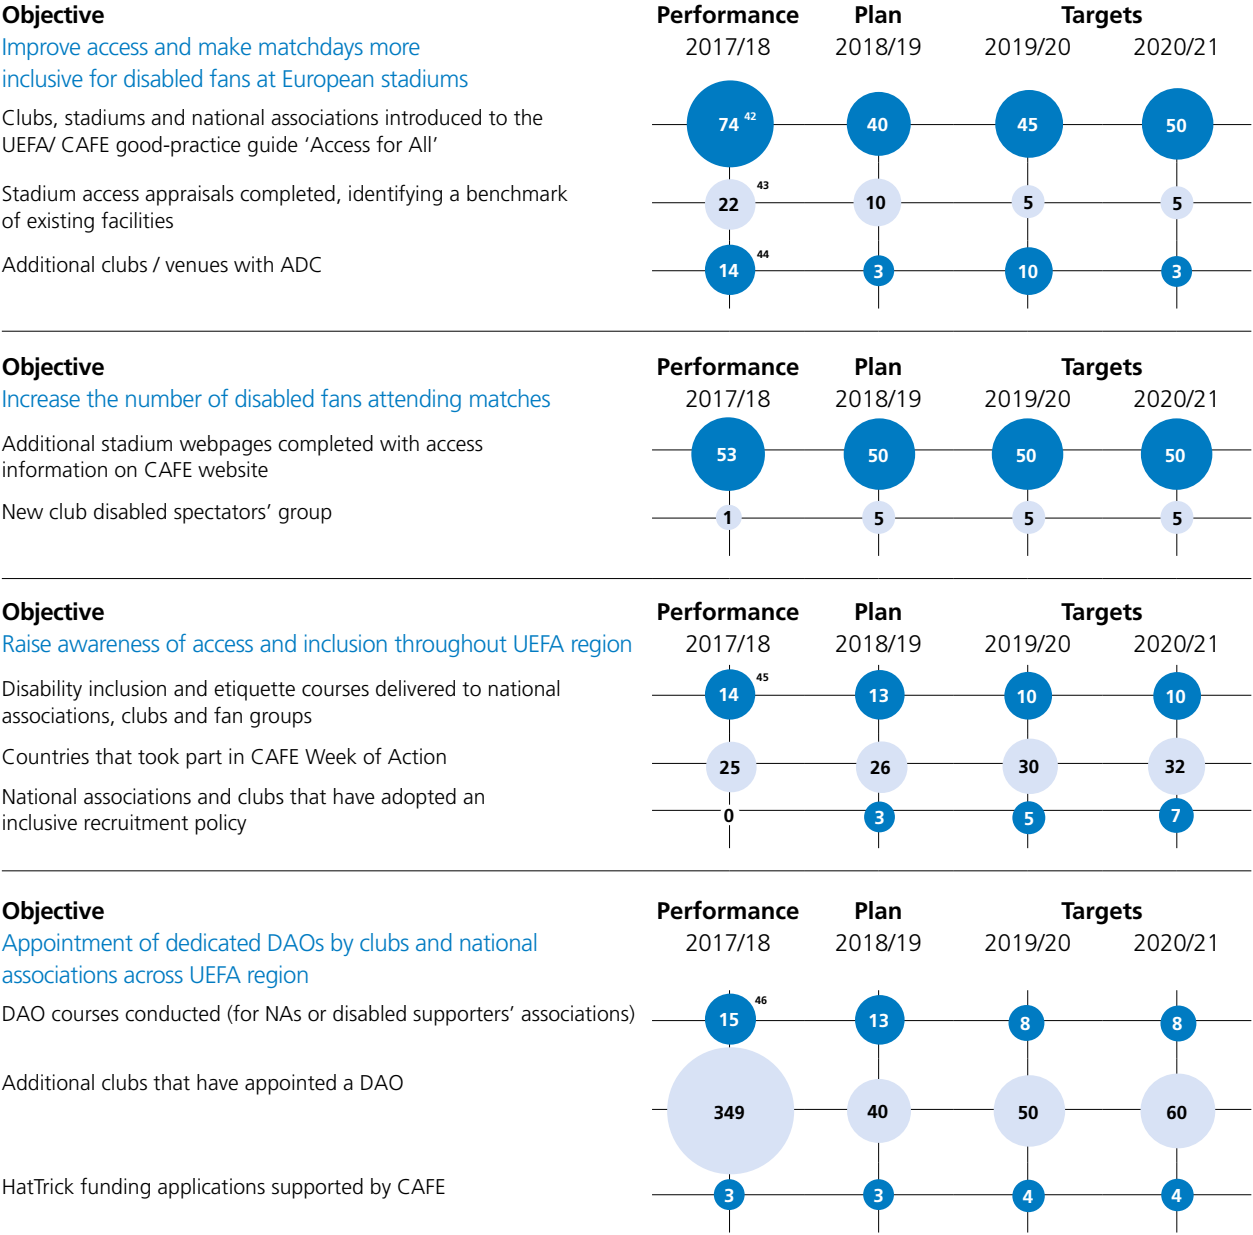 Objective Performance Plan Targets
Improve access and make matchdays more 2017/18 2018/19 2019/20 2020/21
inclusive for disabled fans at European stadiums
Clubs, stadiums and national associations introduced to the
UEFA/ CAFE good-practice guide ‘Access for All’
74 42 40 45 50
Stadium access appraisals completed, identifying a benchmark
of existing facilities
22 43 10 5 5
Additional clubs / venues with ADC
14 44 3 10 3
Objective Performance Plan Targets
Increase the number of disabled fans attending matches 2017/18 2018/19 2019/20 2020/21
Additional stadium webpages completed with access
information on CAFE website
53 50 50 50
New club disabled spectators’ group
1 5 5 5
Objective Performance Plan Targets
Raise awareness of access and inclusion throughout UEFA region 2017/18 2018/19 2019/20 2020/21
Disability inclusion and etiquette courses delivered to national
associations, clubs and fan groups
14 45 13 10 10
Countries that took part in CAFE Week of Action
25 26 30 32
National associations and clubs that have adopted an
inclusive recruitment policy
0 3 5 7
Objective Performance Plan Targets
Appointment of dedicated DAOs by clubs and national 2017/18 2018/19 2019/20 2020/21
associations across UEFA region
DAO courses conducted (for NAs or disabled supporters’ associations)
15 46 13 8 8
Additional clubs that have appointed a DAO
349 40 50 60
HatTrick funding applications supported by CAFE
3 3 4 4